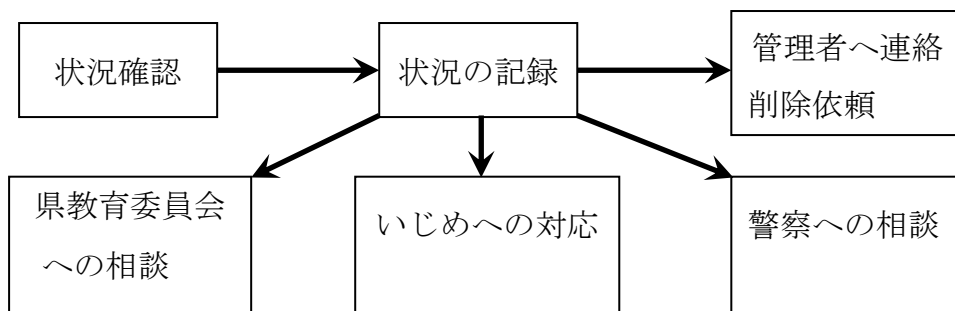 状況確認
状況の記録
管理者へ連絡
削除依頼
県教育委員会
への相談
いじめへの対応
警察への相談